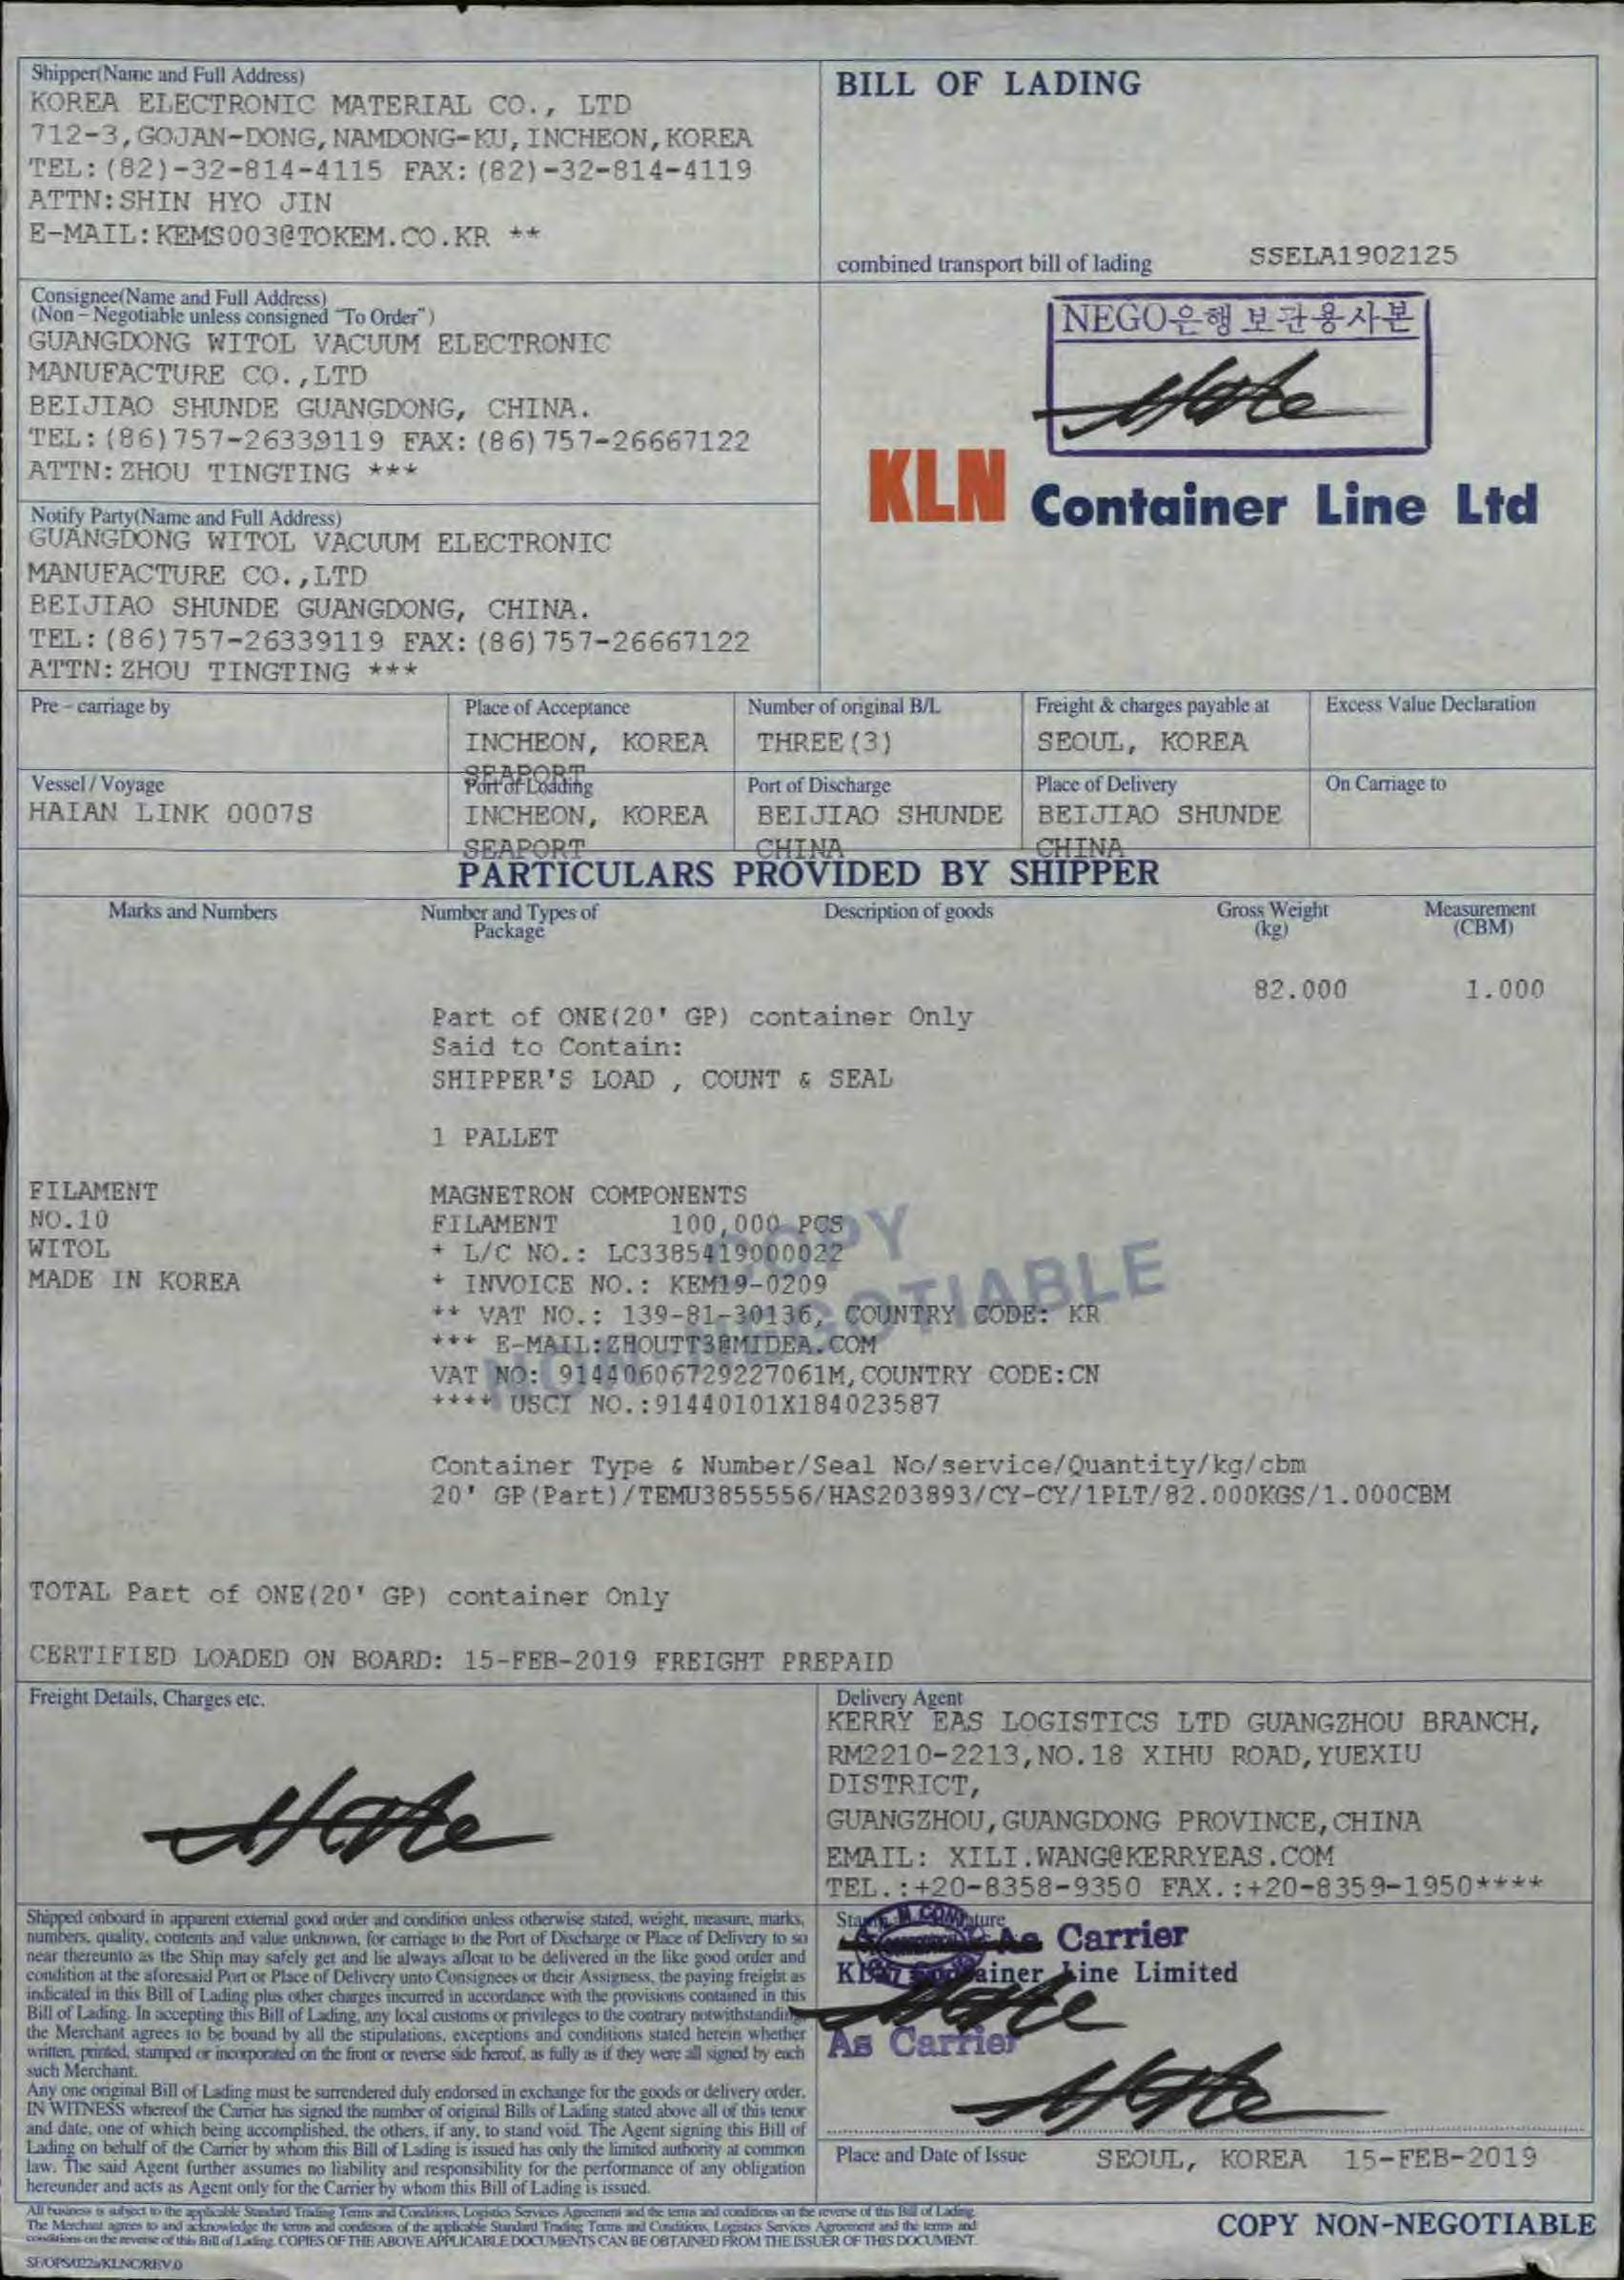 Shipper(Name and Full Address)
KOREA ELECTRONIC MATERIAL CO., LTD
712-3,GOJAN-DONG,NAMDONG-KU,INCHEON,KOREA
TEL:(82)-32-814-4115 FAX:(82)-32-814-4119
ATTN:SHIN HYO JIN
E-MAIL:KEMS003@TOKEM.CO.KR **
BILL OF LADING
combined transport bill of lading SSELA1902125
Consignee(Name and Full Address)
(Non-Negotiable unless consigned "To Order")
GUANGDONG WITOL VACUUM ELECTRONIC
MANUFACTURE CO.,LTD
BEIJIAO SHUNDE GUANGDONG, CHINA.
TEL:(86)757-26339119 FAX:(86)757-26667122
ATTN:ZHOU TINGTING ***
NEGO은행 보관용사본
KLN Container Line Ltd
Notify Party(Name and Full Address)
GUANGDONG WITOL VACUUM ELECTRONIC
MANUFACTURE CO.,LTD
BEIJIAO SHUNDE GUANGDONG, CHINA.
TEL:(86)757-26339119 FAX:(86)757-26667122
ATTN:ZHOU TINGTING ***
Pre-carriage by
Place of Acceptance
INCHEON, KOREA
SEAPORT
Number of original B/L
THREE(3)
Freight & charges payable at
SEOUL, KOREA
Excess Value Declaration
Vessel/Voyage
HAIAN LINK 0007S
Port of Loading
INCHEON, KOREA
SEAPORT
Port of Discharge
BEIJIAO SHUNDE
CHINA
Place of Delivery
BEIJIAO SHUNDE
CHINA
On Carriage to
PARTICULARS PROVIDED BY SHIPPER
Marks and Numbers
Number and Types of
Package
Description of goods
Gross Weight
(kg)
Measurement
(CBM)
82.000 1.000
Part of ONE(20' GP) container Only
Said to Contain:
SHIPPER'S LOAD , COUNT & SEAL
1 PALLET
FILAMENT
NO.10
WITOL
MADE IN KOREA
MAGNETRON COMPONENTS
FILAMENT 100,000 PCS
* L/C NO.: LC3385419000022
* INVOICE NO.: KEM19-0209
** VAT NO.: 139-81-30136, COUNTRY CODE: KR
*** E-MAIL:ZHOUTT3@MIDEA.COM
VAT NO: 91440606729227061M,COUNTRY CODE:CN
**** USCI NO.:91440101X184023587
COPY
NON-NEGOTIABLE
Container Type & Number/Seal No/service/Quantity/kg/cbm
20' GP(Part)/TEMU3855556/HAS203893/CY-CY/1PLT/82.000KGS/1.000CBM
TOTAL Part of ONE(20' GP) container Only
CERTIFIED LOADED ON BOARD: 15-FEB-2019 FREIGHT PREPAID
Freight Details, Charges etc.
Delivery Agent
KERRY EAS LOGISTICS LTD GUANGZHOU BRANCH,
RM2210-2213,NO.18 XIHU ROAD,YUEXIU
DISTRICT,
GUANGZHOU,GUANGDONG PROVINCE,CHINA
EMAIL: XILI.WANG@KERRYEAS.COM
TEL.:+20-8358-9350 FAX.:+20-8359-1950****
Shipped onboard in apparent external good order and condition unless otherwise stated, weight, measure, marks,
numbers, quality, contents and value unknown, for carriage to the Port of Discharge or Place of Delivery to so
near thereunto as the Ship may safely get and lie always afloat to be delivered in the like good order and
condition at the aforesaid Port or Place of Delivery unto Consignees or their Assigness, the paying freight as
indicated in this Bill of Lading plus other charges incurred in accordance with the provisions contained in this
Bill of Lading. In accepting this Bill of Lading, any local customs or privileges to the contrary notwithstanding,
the Merchant agrees to be bound by all the stipulations, exceptions and conditions stated herein whether
written, printed, stamped or incorporated on the front or reverse side hereof, as fully as if they were all signed by each
such Merchant.
Any one original Bill of Lading must be surrendered duly endorsed in exchange for the goods or delivery order.
IN WITNESS whereof the Carrier has signed the number of original Bills of Lading stated above all of this tenor
and date, one of which being accomplished, the others, if any, to stand void. The Agent signing this Bill of
Lading on behalf of the Carrier by whom this Bill of Lading is issued has only the limited authority at common
law. The said Agent further assumes no liability and responsibility for the performance of any obligation
hereunder and acts as Agent only for the Carrier by whom this Bill of Lading is issued.
As Carrier
Container Line Limited
As Carrier
Place and Date of Issue SEOUL, KOREA 15-FEB-2019
All business is subject to the applicable Standard Trading Terms and Conditions, Logistics Services Agreement and the terms and conditions on the reverse of this Bill of Lading.
The Merchant agrees to and acknowledge the terms and conditions of the applicable Standard Trading Terms and Conditions, Logistics Services Agreement and the terms and
conditions on the reverse of this Bill of Lading. COPIES OF THE ABOVE APPLICABLE DOCUMENTS CAN BE OBTAINED FROM THE ISSUER OF THIS DOCUMENT.
COPY NON-NEGOTIABLE
SF/OPS/022a/KLNC/REV.0